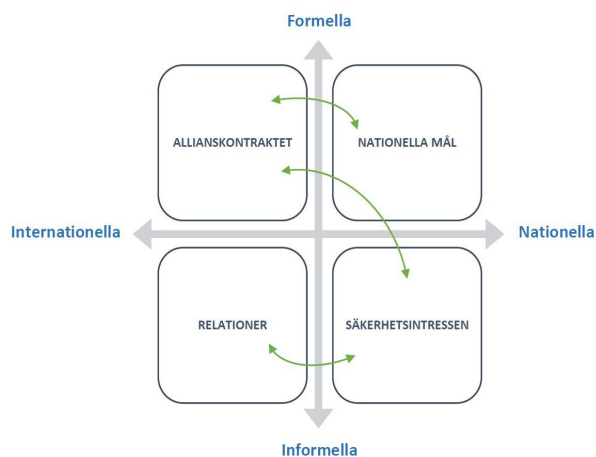 Formella
ALLIANSKONTRAKTET
NATIONELLA MÅL
Internationella
Nationella
RELATIONER
SÄKERHETSINTRESSEN
Informella